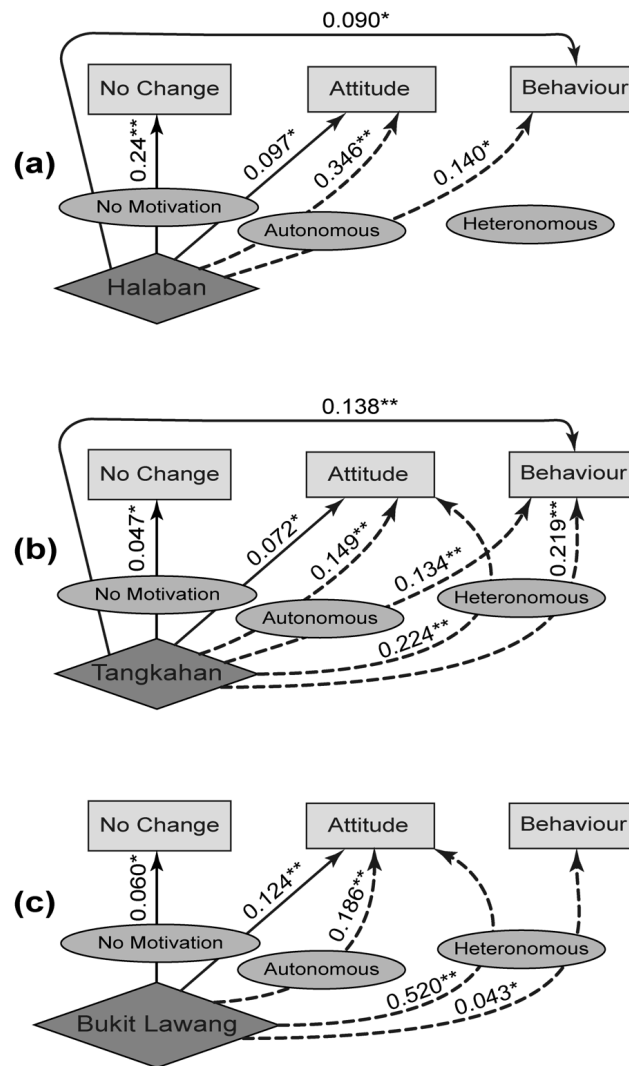 0.090*
No Change
Attitude
Behaviour
(a)
0.24**
0.097*
0.346**
0.140*
No Motivation
Autonomous
Heteronomous
Halaban
0.138**
No Change
Attitude
Behaviour
(b)
0.047*
0.072*
0.149**
0.134**
0.219**
No Motivation
Autonomous
Heteronomous
0.224**
Tangkahan
No Change
Attitude
Behaviour
(c)
0.060*
0.124**
0.186**
No Motivation
Autonomous
Heteronomous
0.520**
0.043*
Bukit Lawang